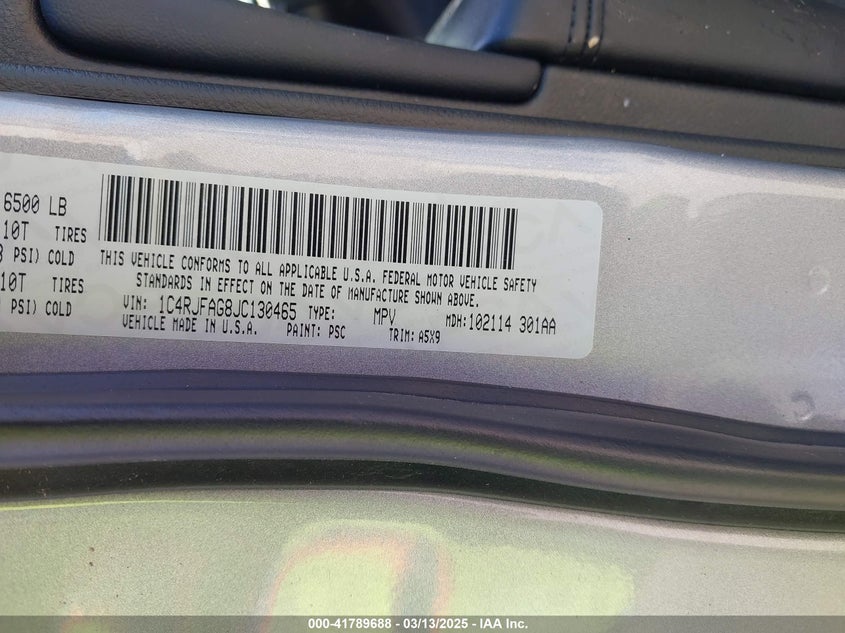 6500 LB
10T TIRES
PSI) COLD
10T TIRES
PSI) COLD
THIS VEHICLE CONFORMS TO ALL APPLICABLE U.S.A. FEDERAL MOTOR VEHICLE SAFETY
STANDARDS IN EFFECT ON THE DATE OF MANUFACTURE SHOWN ABOVE.
VIN: 1C4RJFAG8JC130465 TYPE: MPV MDH:102114 301AA
VEHICLE MADE IN U.S.A. PAINT: PSC TRIM: A5X9
000-41789688 - 03/13/2025 - IAA Inc.